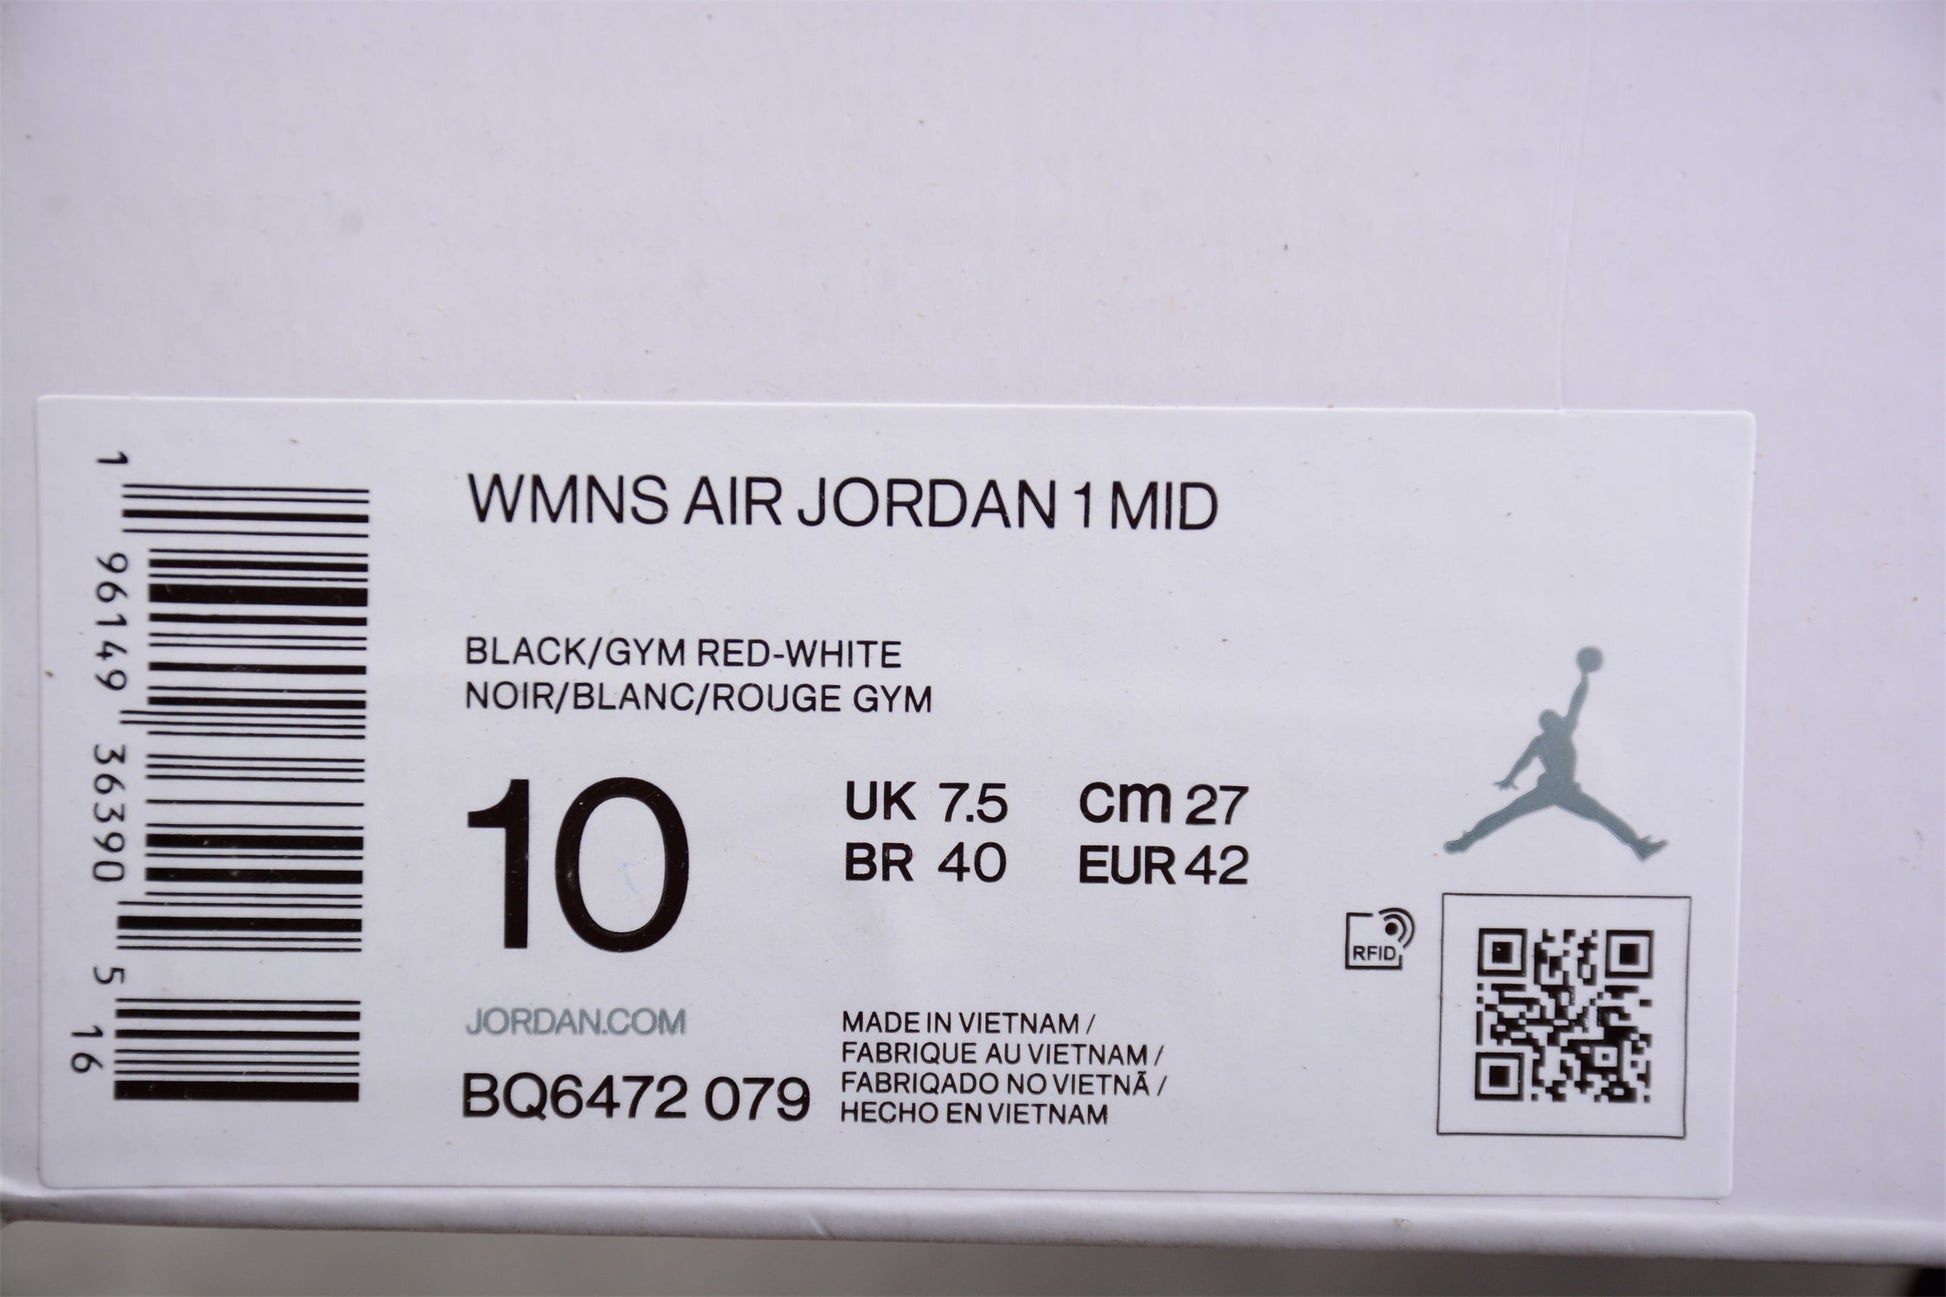 1 96149 36390 5 16
WMNS AIR JORDAN 1 MID
BLACK/GYM RED-WHITE
NOIR/BLANC/ROUGE GYM
10
UK 7.5 cm 27
BR 40 EUR 42
RFID
JORDAN.COM
BQ6472 079
MADE IN VIETNAM /
FABRIQUE AU VIETNAM /
FABRIQADO NO VIETNÃ /
HECHO EN VIETNAM